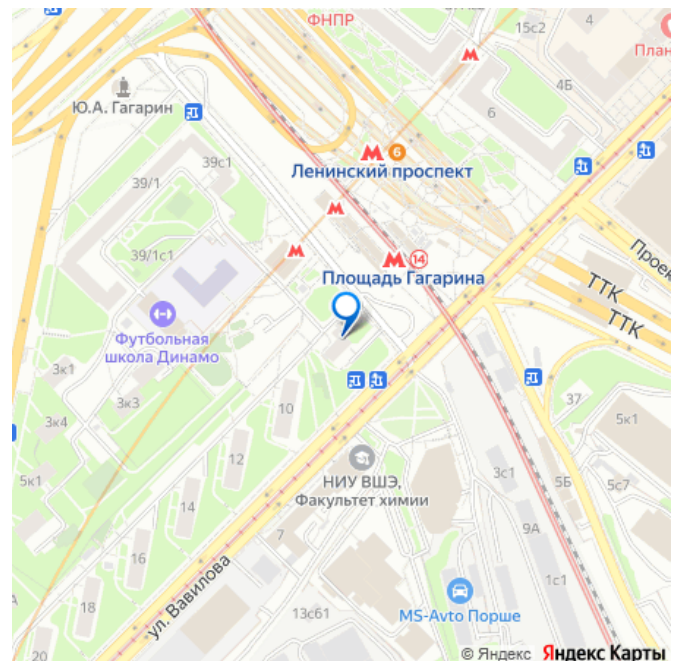 ФНПР
15с2
План
4Б
6
Ю.А. Гагарин
39с1
6
Ленинский проспект
39/1
14
Площадь Гагарина
39/1с1
Проек
ТТК
ТТК
Футбольная
школа Динамо
3к1
3к3
3к4
10
37
5к1
12
НИУ ВШЭ,
Факультет химии
3с1
5Б
5с7
5к1
14
7
9А
16
ул. Вавилова
18
13с61
MS-Avto Порше
1с1
20
© Яндекс Яндекс Карты